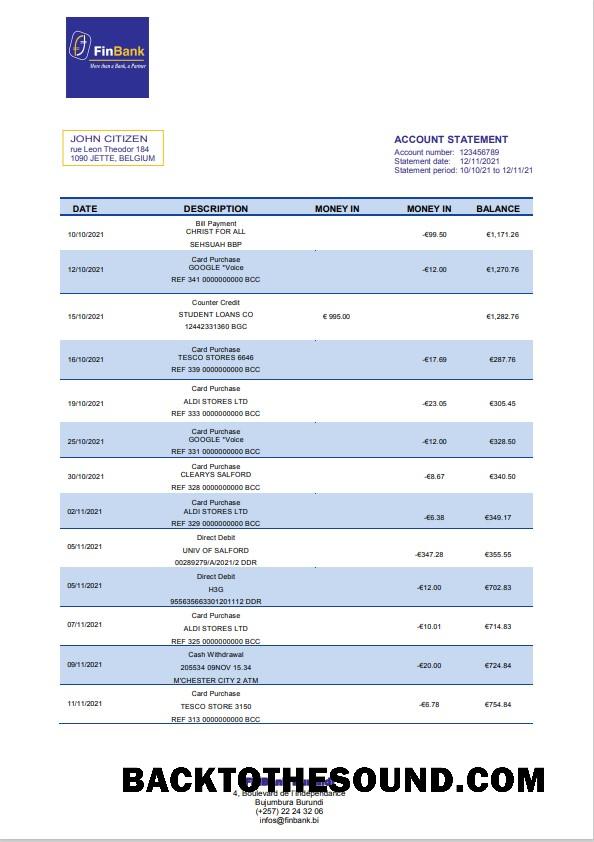 FinBank
More than a Bank, a Partner
JOHN CITIZEN
rue Leon Theodor 184
1090 JETTE, BELGIUM
ACCOUNT STATEMENT
Account number: 123456789
Statement date: 12/11/2021
Statement period: 10/10/21 to 12/11/21
DATE DESCRIPTION MONEY IN MONEY IN BALANCE
Bill Payment
10/10/2021 CHRIST FOR ALL -€99.50 €1,171.26
SEHSUAH BBP
Card Purchase
12/10/2021 GOOGLE "Voice -€12.00 €1,270.76
REF 341 0000000000 BCC
Counter Credit
15/10/2021 STUDENT LOANS CO € 995.00 €1,282.76
12442331360 BGC
Card Purchase
16/10/2021 TESCO STORES 6646 -€17.69 €287.76
REF 339 0000000000 BCC
Card Purchase
19/10/2021 ALDI STORES LTD -€23.05 €305.45
REF 333 0000000000 BCC
Card Purchase
25/10/2021 GOOGLE "Voice -€12.00 €328.50
REF 331 0000000000 BCC
Card Purchase
30/10/2021 CLEARYS SALFORD -€8.67 €340.50
REF 328 0000000000 BCC
Card Purchase
02/11/2021 ALDI STORES LTD -€6.38 €349.17
REF 329 0000000000 BCC
Direct Debit
05/11/2021 UNIV OF SALFORD -€347.28 €355.55
00289279/A/2021/2 DDR
Direct Debit
05/11/2021 H3G -€12.00 €702.83
955635663301201112 DDR
Card Purchase
07/11/2021 ALDI STORES LTD -€10.01 €714.83
REF 325 0000000000 BCC
Cash Withdrawal
09/11/2021 205534 09NOV 15.34 -€20.00 €724.84
M'CHESTER CITY 2 ATM
Card Purchase
11/11/2021 TESCO STORE 3150 -€6.78 €754.84
REF 313 0000000000 BCC
BACKTOTHESOUND.COM
4, Boulevard de l'Indépendance
Bujumbura Burundi
(+257) 22 24 32 06
infos@finbank.bi